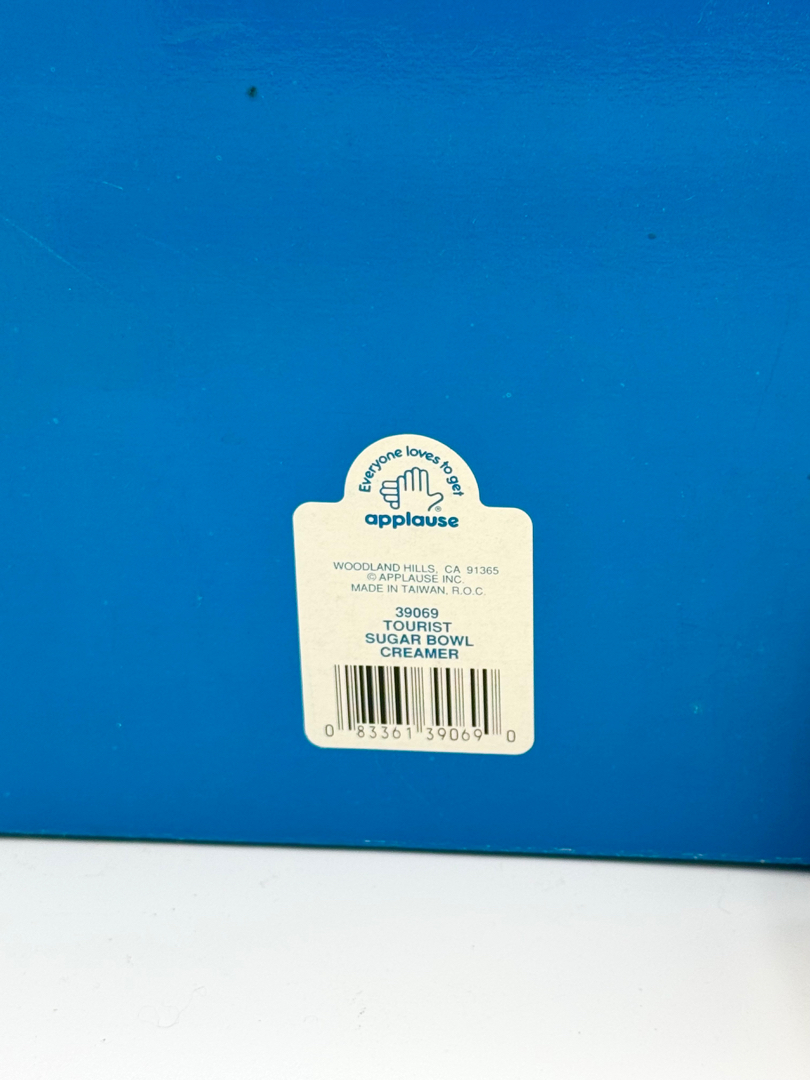 Everyone loves to get
applause®
WOODLAND HILLS, CA 91365
© APPLAUSE INC.
MADE IN TAIWAN, R.O.C.
39069
TOURIST
SUGAR BOWL
CREAMER
0 83361 39069 0